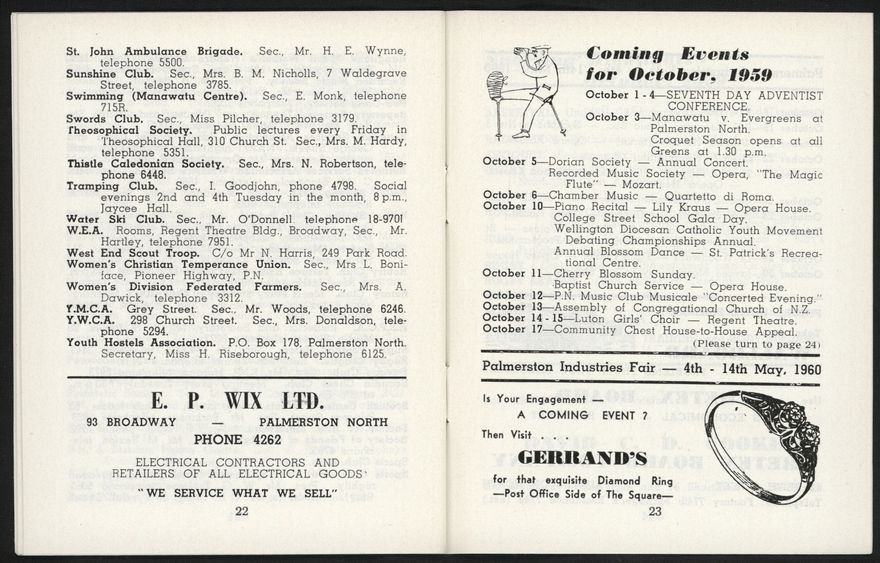 St. John Ambulance Brigade. Sec., Mr. H. E. Wynne,
telephone 5500.
Sunshine Club. Sec., Mrs. B. M. Nicholls, 7 Waldegrave
Street, telephone 3785.
Swimming (Manawatu Centre). Sec., E. Monk, telephone
715R.
Swords Club. Sec., Miss Pilcher, telephone 3179.
Theosophical Society. Public lectures every Friday in
Theosophical Hall, 310 Church St. Sec., Mrs. M. Hardy,
telephone 5351.
Thistle Caledonian Society. Sec., Mrs. N. Robertson, tele-
phone 6448.
Tramping Club. Sec., I. Goodjohn, phone 4798. Social
evenings 2nd and 4th Tuesday in the month, 8 p.m.,
Jaycee Hall.
Water Ski Club. Sec., Mr. O'Donnell telephone 18-970I
W.E.A. Rooms, Regent Theatre Bldg., Broadway, Sec., Mr.
Hartley, telephone 7951.
West End Scout Troop. C/o Mr N. Harris, 249 Park Road.
Women's Christian Temperance Union. Sec., Mrs L. Boni-
face, Pioneer Highway, P.N.
Women's Division Federated Farmers. Sec., Mrs. A.
Dawick, telephone 3312.
Y.M.C.A. Grey Street. Sec., Mr. Woods, telephone 6246.
Y.W.C.A. 298 Church Street. Sec., Mrs. Donaldson, tele-
phone 5294.
Youth Hostels Association. P.O. Box 178, Palmerston North.
Secretary, Miss H. Riseborough, telephone 6125.
E. P. WIX LTD.
93 BROADWAY — PALMERSTON NORTH
PHONE 4262
ELECTRICAL CONTRACTORS AND
RETAILERS OF ALL ELECTRICAL GOODS
"WE SERVICE WHAT WE SELL"
22
Coming Events
for October, 1959
October 1 - 4—SEVENTH DAY ADVENTIST
CONFERENCE.
October 3—Manawatu v. Evergreens at
Palmerston North.
Croquet Season opens at all
Greens at 1.30 p.m.
October 5—Dorian Society — Annual Concert.
Recorded Music Society — Opera, "The Magic
Flute" — Mozart.
October 6—Chamber Music — Quartetto di Roma.
October 10—Piano Recital — Lily Kraus — Opera House.
College Street School Gala Day.
Wellington Diocesan Catholic Youth Movement
Debating Championships Annual.
Annual Blossom Dance — St. Patrick's Recrea-
tional Centre.
October 11—Cherry Blossom Sunday.
Baptist Church Service — Opera House.
October 12—P.N. Music Club Musicale "Concerted Evening."
October 13—Assembly of Congregational Church of N.Z.
October 14 - 15—Luton Girls' Choir — Regent Theatre.
October 17—Community Chest House-to-House Appeal.
(Please turn to page 24)
Palmerston Industries Fair — 4th - 14th May, 1960
Is Your Engagement —
A COMING EVENT ?
Then Visit
GERRAND'S
for that exquisite Diamond Ring
—Post Office Side of The Square—
23